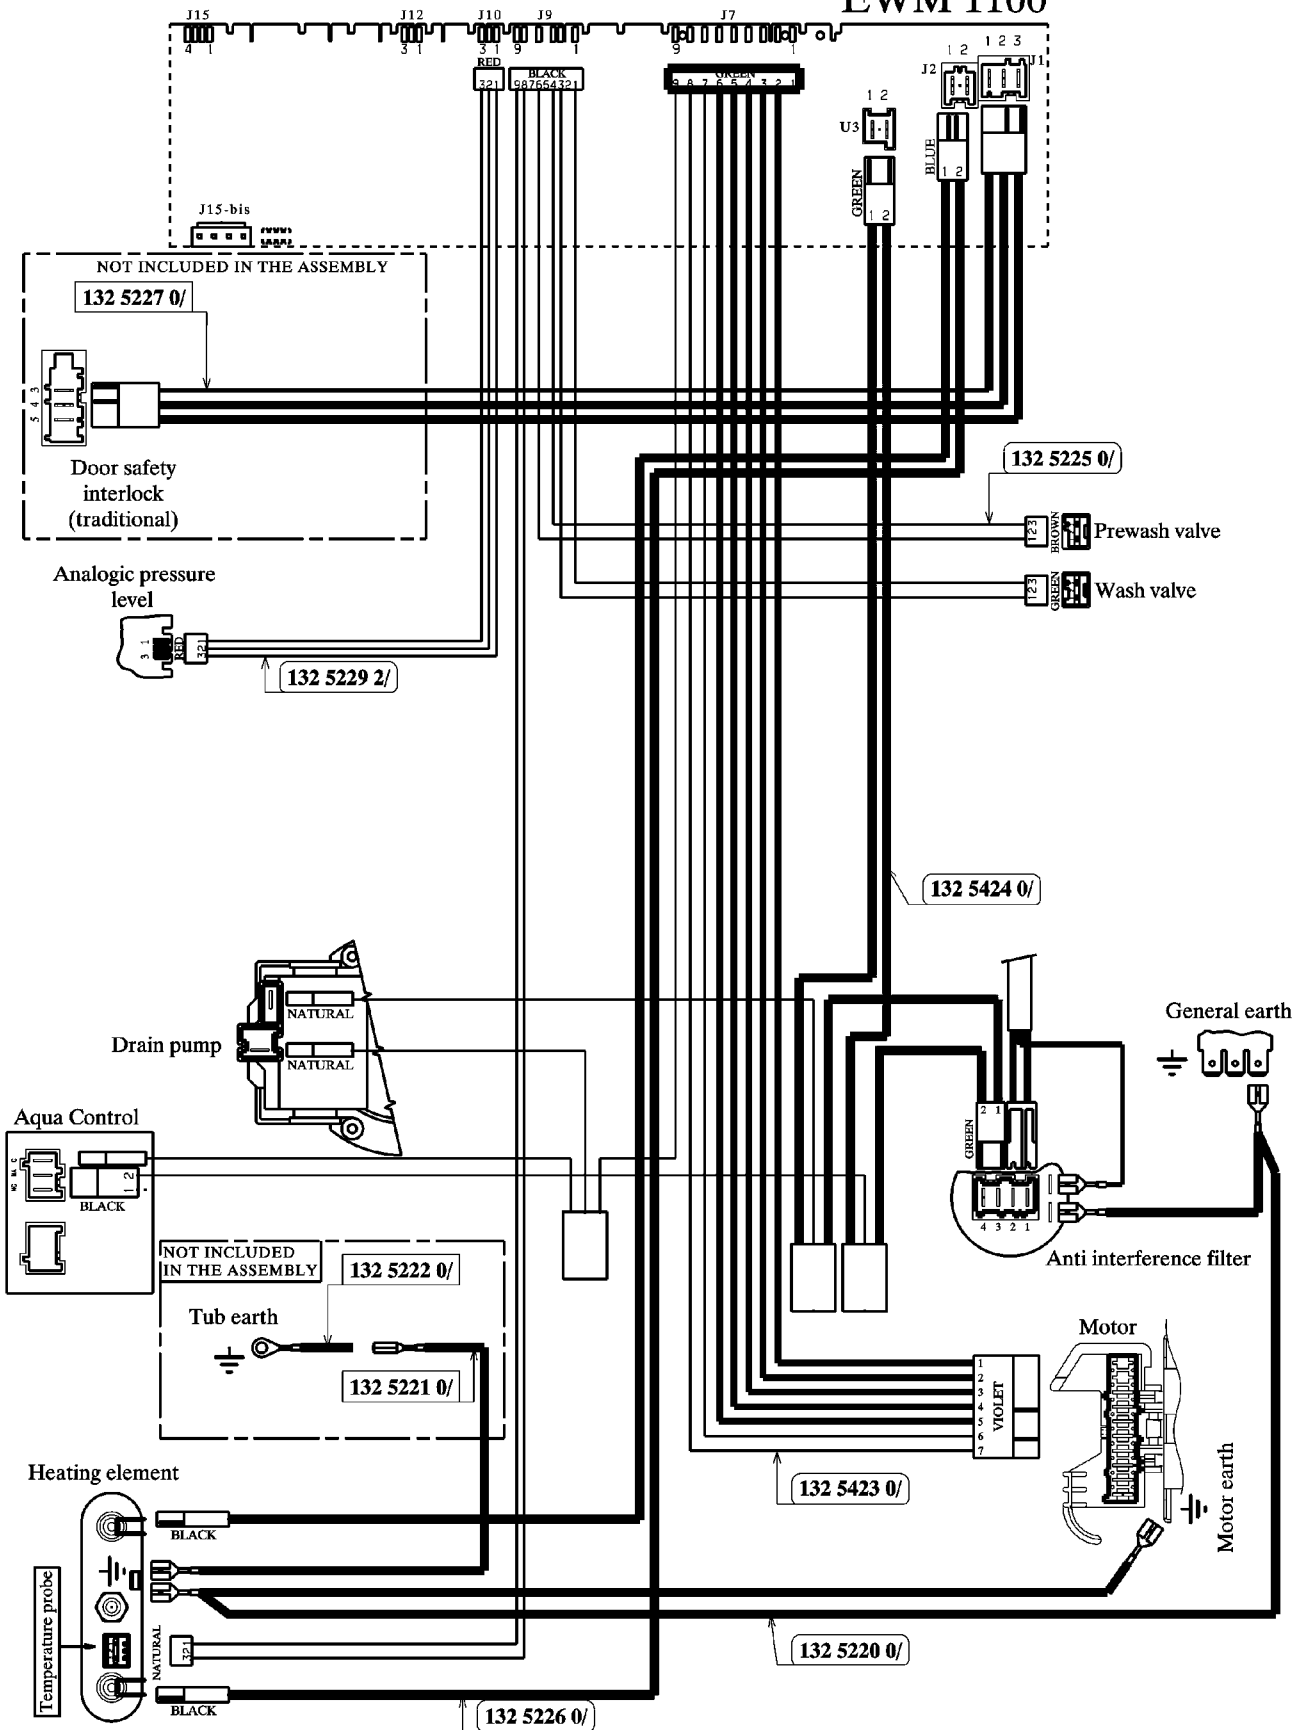 EWM 1100
J15
J12
J10
J9
J7
4 1
3 1
3 1
9 1
9 1
RED
321
BLACK
987654321
GREEN
9 8 7 6 5 4 3 2 1
1 2
U3
GREEN
1 2
1 2
J2
BLUE
1 2
1 2 3
J1
J15-bis
NOT INCLUDED IN THE ASSEMBLY
132 5227 0/
5 4 3
Door safety
interlock
(traditional)
132 5225 0/
123
BROWN
Prewash valve
123
GREEN
Wash valve
Analogic pressure
level
3 1
RED
321
132 5229 2/
132 5424 0/
NATURAL
Drain pump
NATURAL
General earth
Aqua Control
BLACK
1 2
GREEN
2 1
4 3 2 1
Anti interference filter
NOT INCLUDED
IN THE ASSEMBLY
132 5222 0/
Tub earth
132 5221 0/
Motor
1
2
3
4
5
6
7
VIOLET
132 5423 0/
Motor earth
Heating element
BLACK
Temperature probe
NATURAL
321
132 5220 0/
BLACK
132 5226 0/